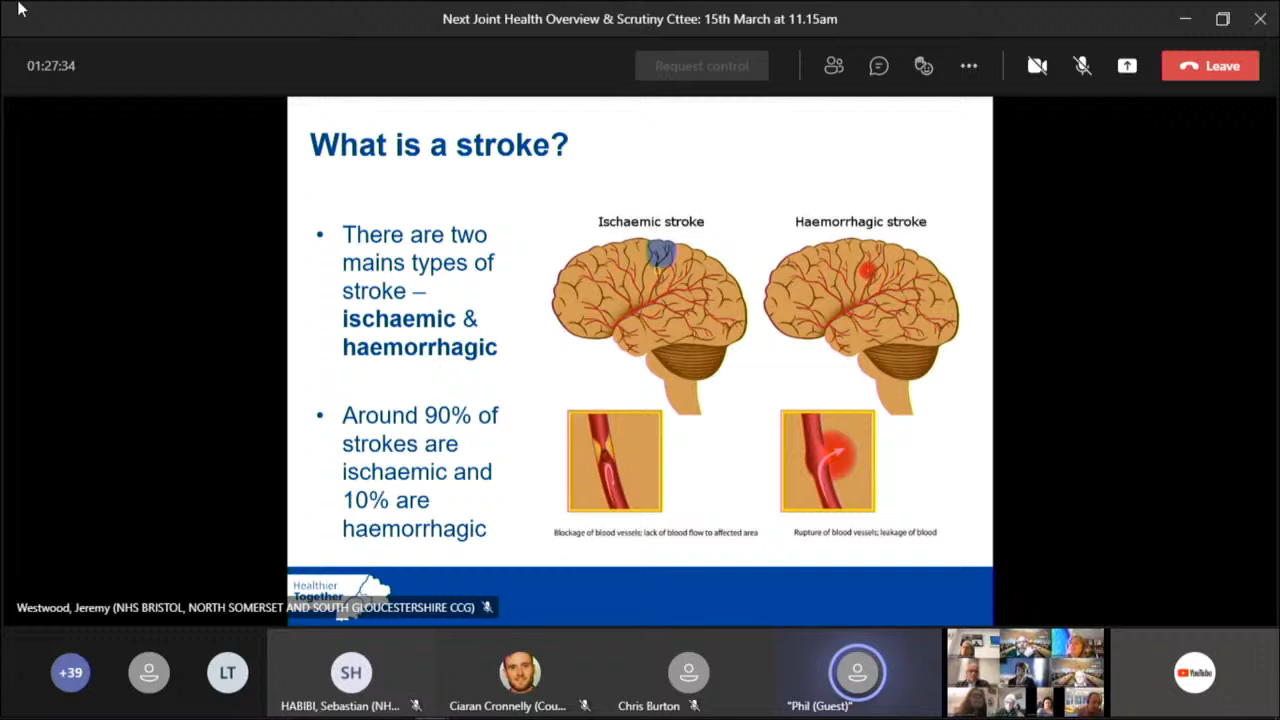 Next Joint Health Overview & Scrutiny Cttee: 15th March at 11.15am
01:27:34
Request control
Leave
What is a stroke?
• There are two
mains types of
stroke –
ischaemic &
haemorrhagic
• Around 90% of
strokes are
ischaemic and
10% are
haemorrhagic
Ischaemic stroke
Haemorrhagic stroke
Blockage of blood vessels; lack of blood flow to affected area
Rupture of blood vessels; leakage of blood
Healthier
Together
Westwood, Jeremy (NHS BRISTOL, NORTH SOMERSET AND SOUTH GLOUCESTERSHIRE CCG)
+39
LT
SH
HABIBI, Sebastian (NH...
Ciaran Cronnelly (Cou...
Chris Burton
"Phil (Guest)"
YouTube